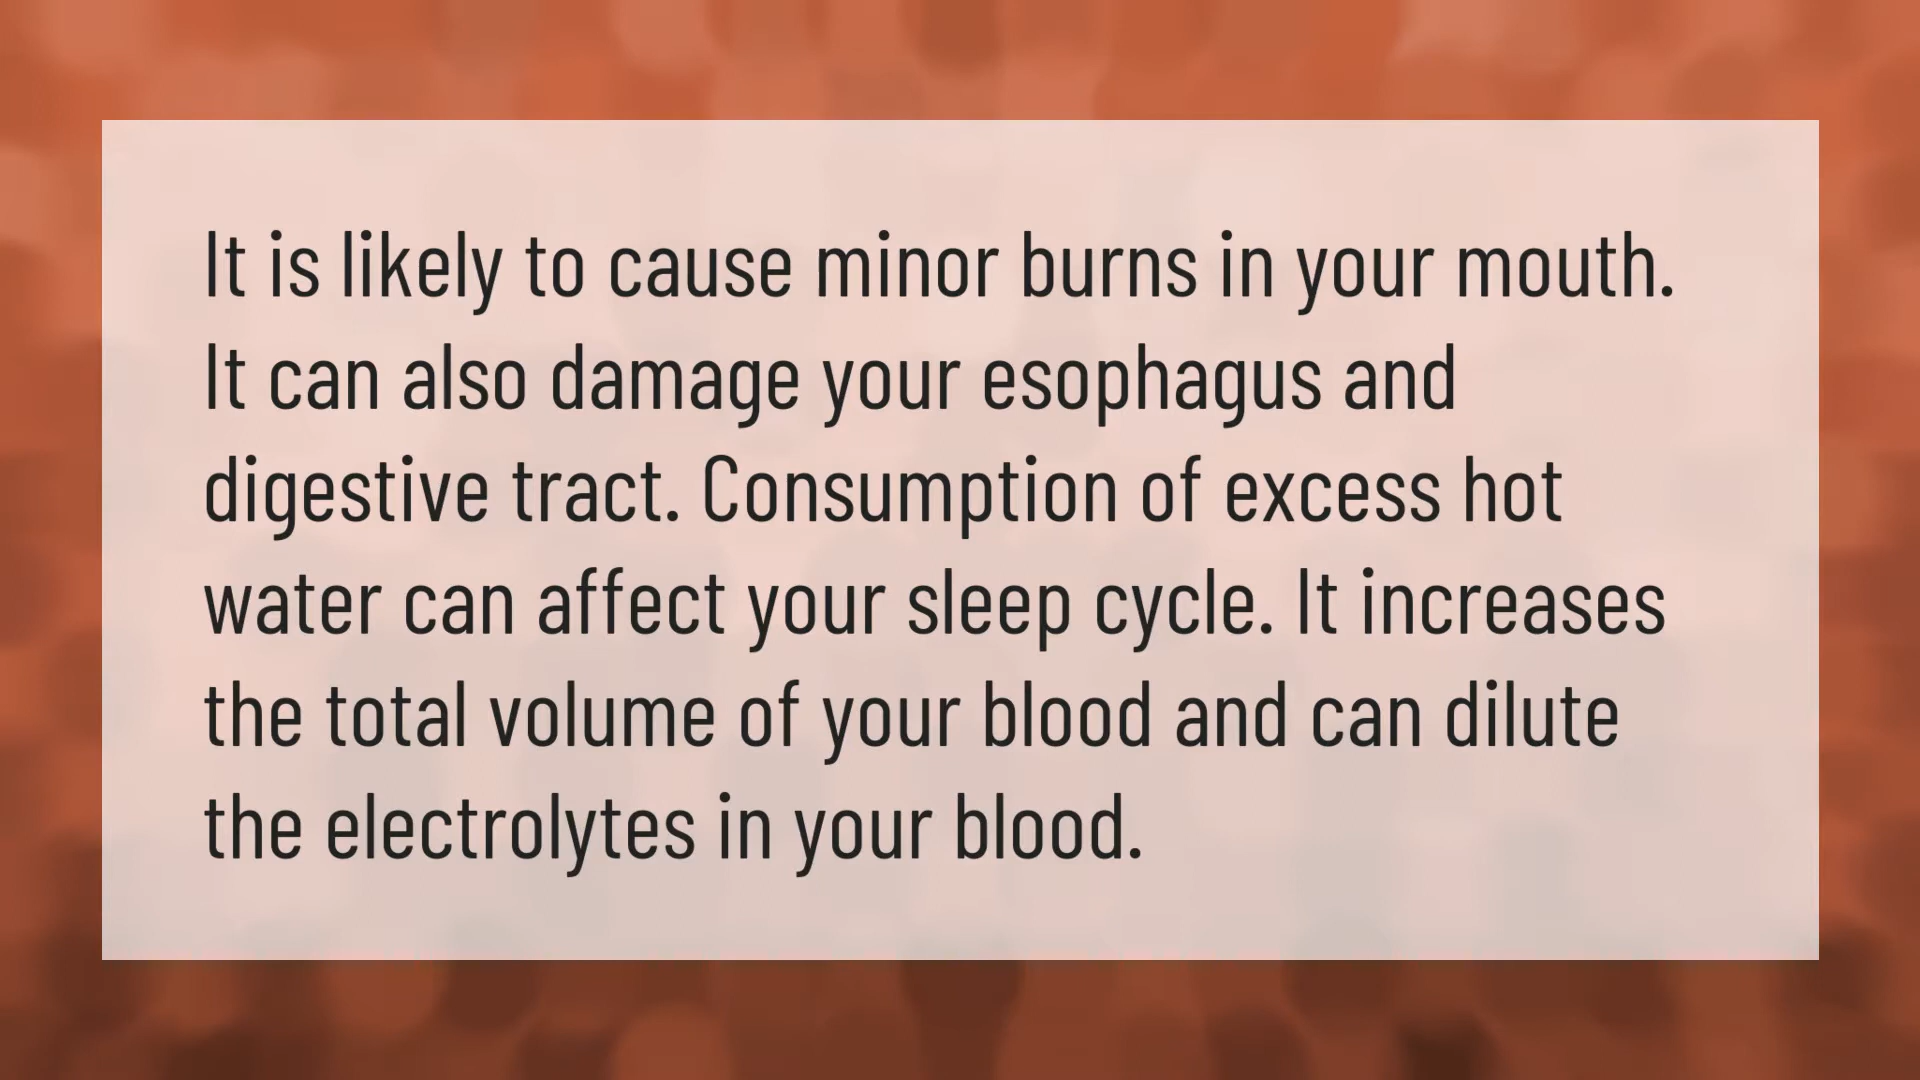 It is likely to cause minor burns in your mouth.
It can also damage your esophagus and
digestive tract. Consumption of excess hot
water can affect your sleep cycle. It increases
the total volume of your blood and can dilute
the electrolytes in your blood.